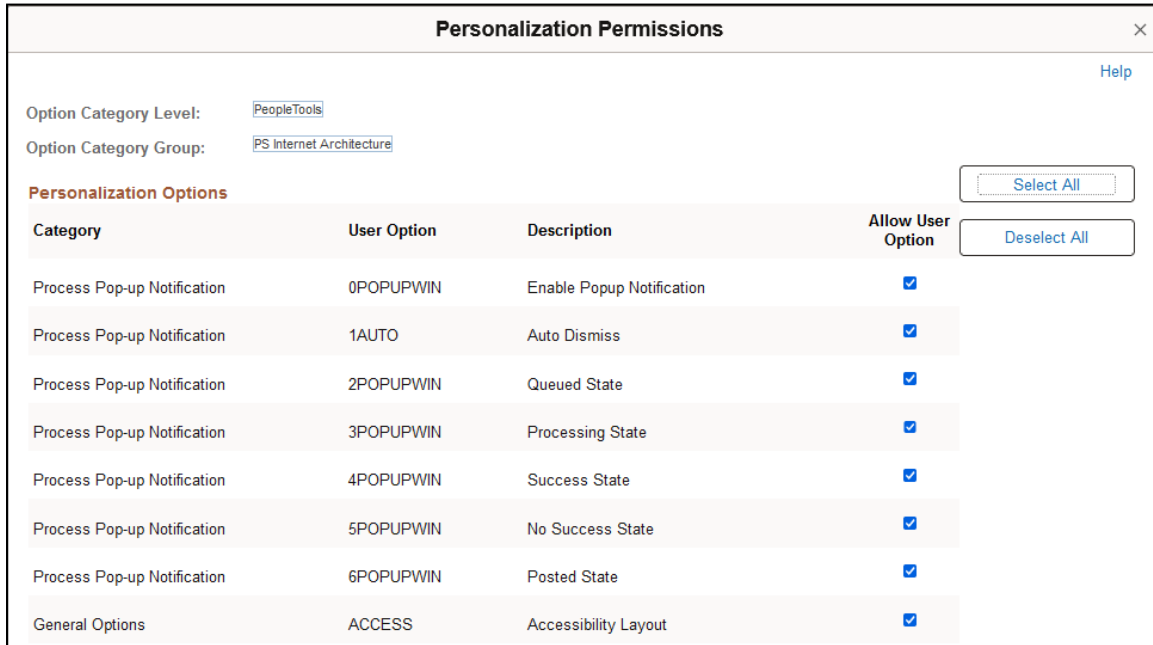 Personalization Permissions ×
Help
Option Category Level: PeopleTools
Option Category Group: PS Internet Architecture
Personalization Options
Select All
Category User Option Description Allow User Option
Deselect All
Process Pop-up Notification 0POPUPWIN Enable Popup Notification
Process Pop-up Notification 1AUTO Auto Dismiss
Process Pop-up Notification 2POPUPWIN Queued State
Process Pop-up Notification 3POPUPWIN Processing State
Process Pop-up Notification 4POPUPWIN Success State
Process Pop-up Notification 5POPUPWIN No Success State
Process Pop-up Notification 6POPUPWIN Posted State
General Options ACCESS Accessibility Layout